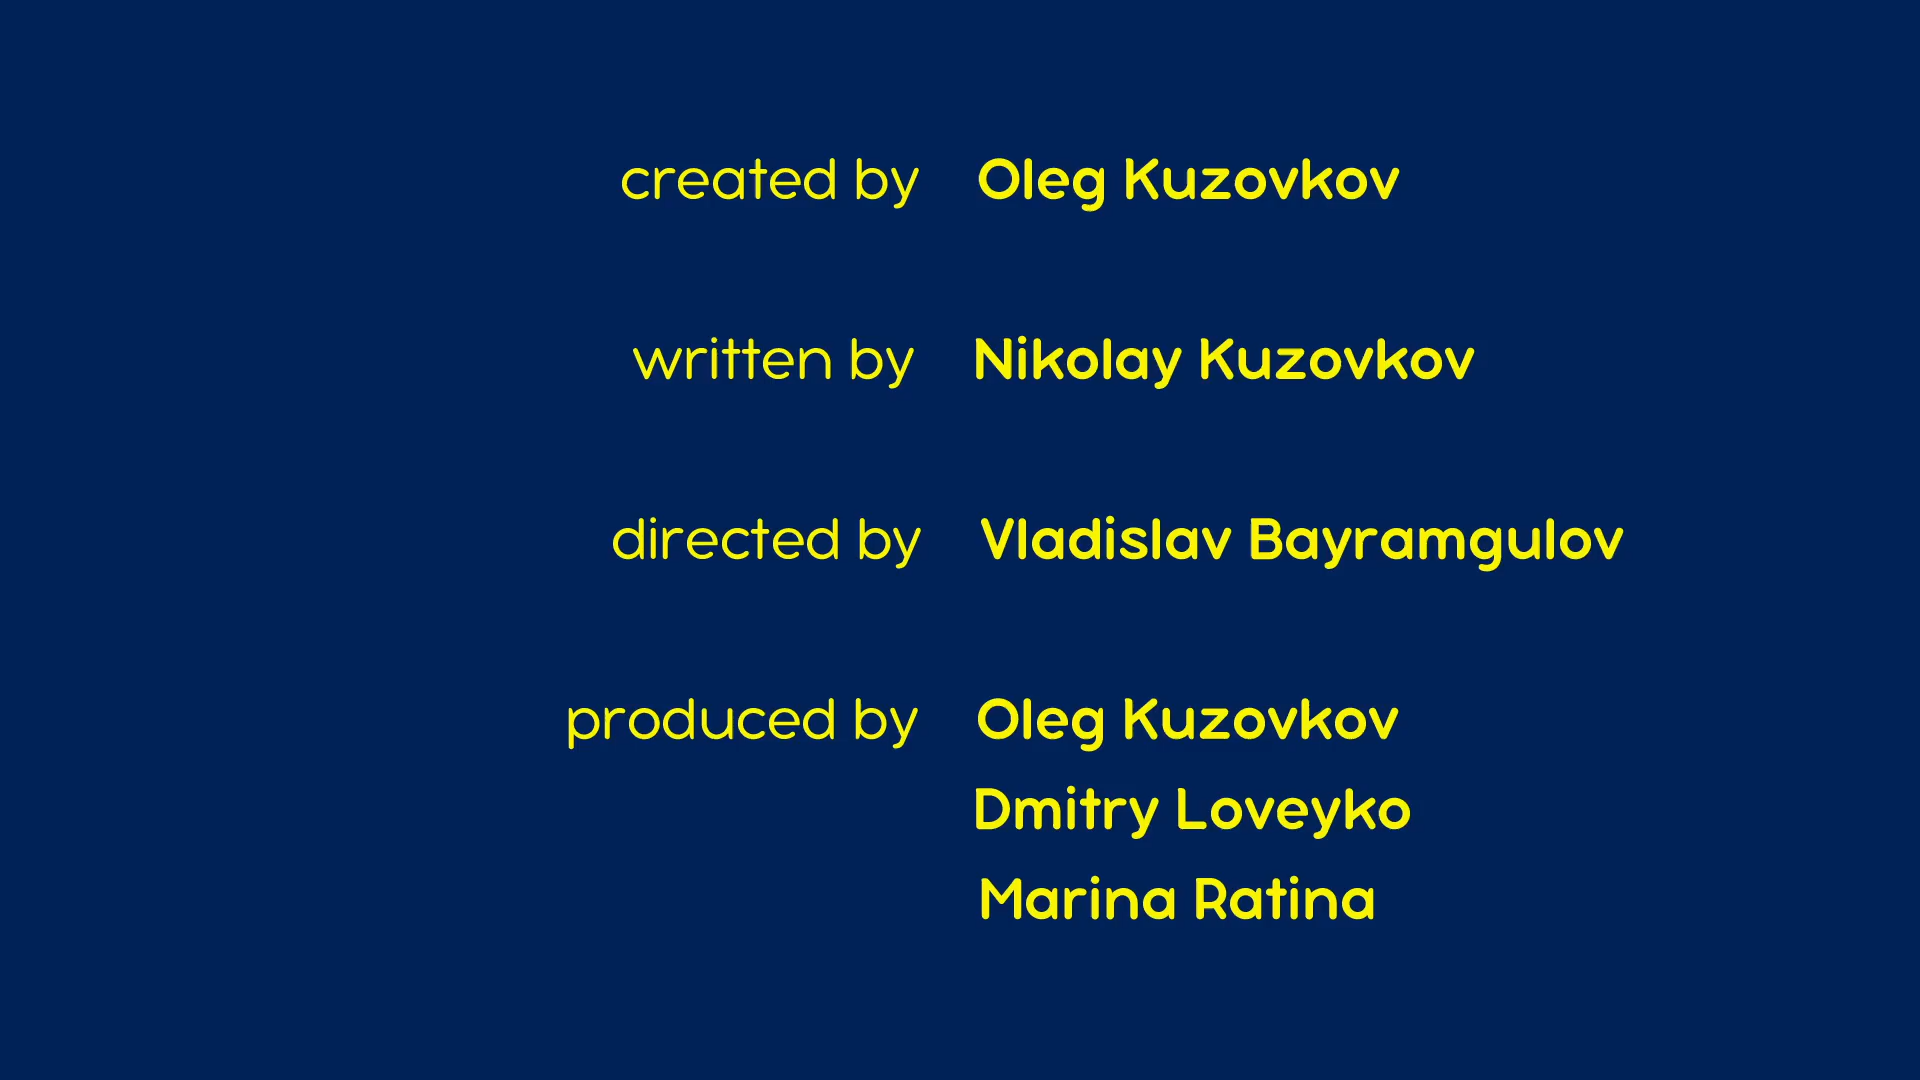 created by Oleg Kuzovkov
written by Nikolay Kuzovkov
directed by Vladislav Bayramgulov
produced by Oleg Kuzovkov
Dmitry Loveyko
Marina Ratina